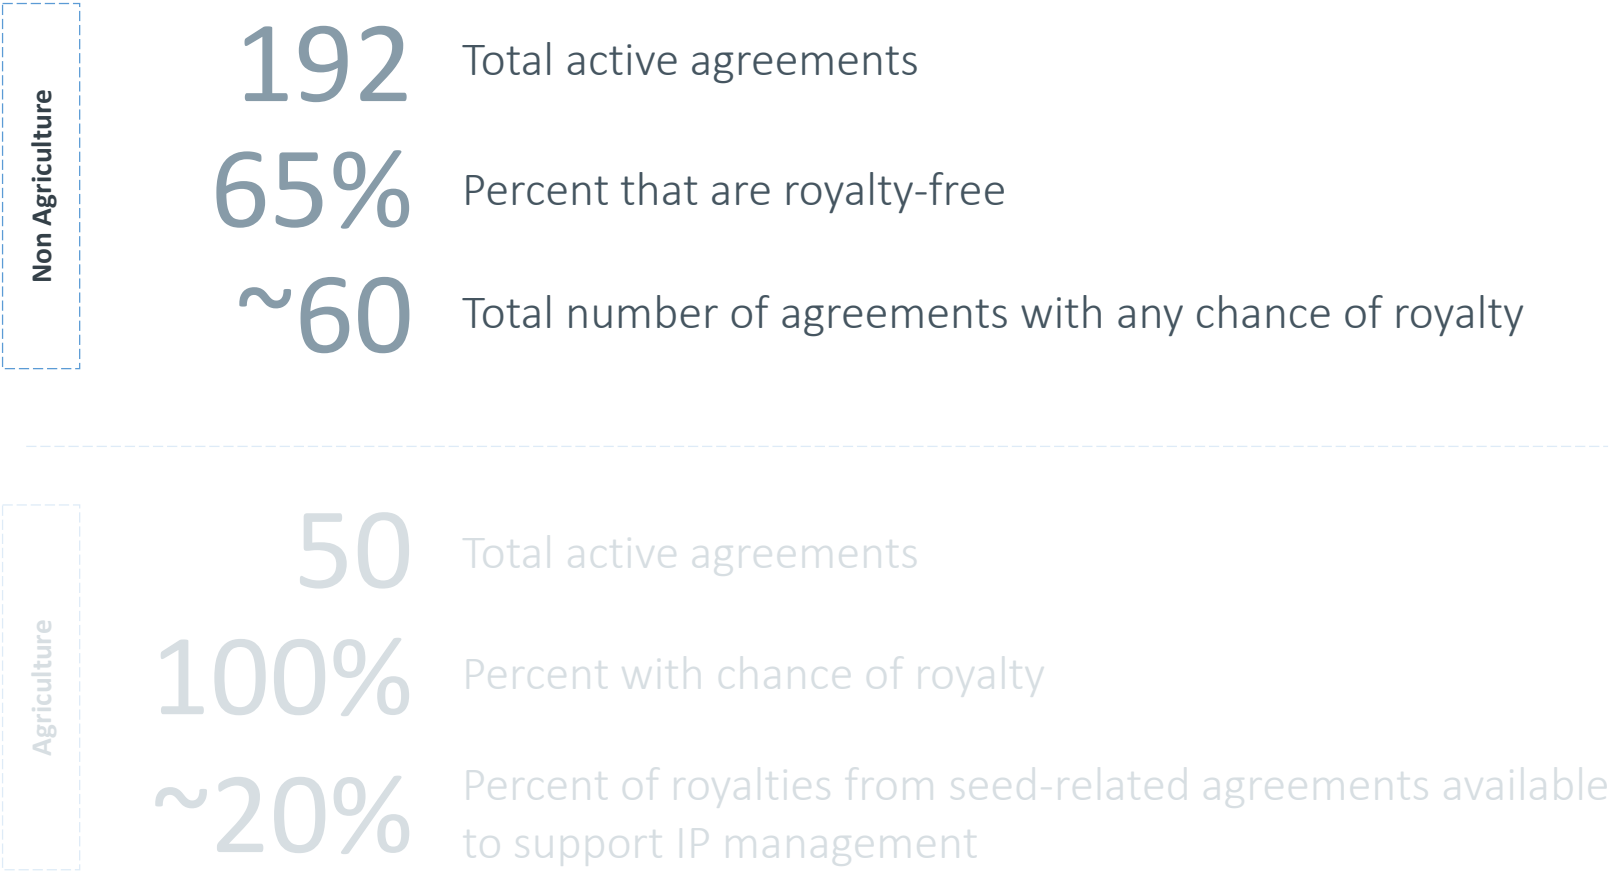 Non Agriculture
192 Total active agreements
65% Percent that are royalty-free
~60 Total number of agreements with any chance of royalty
Agriculture
50 Total active agreements
100% Percent with chance of royalty
~20% Percent of royalties from seed-related agreements available
to support IP management